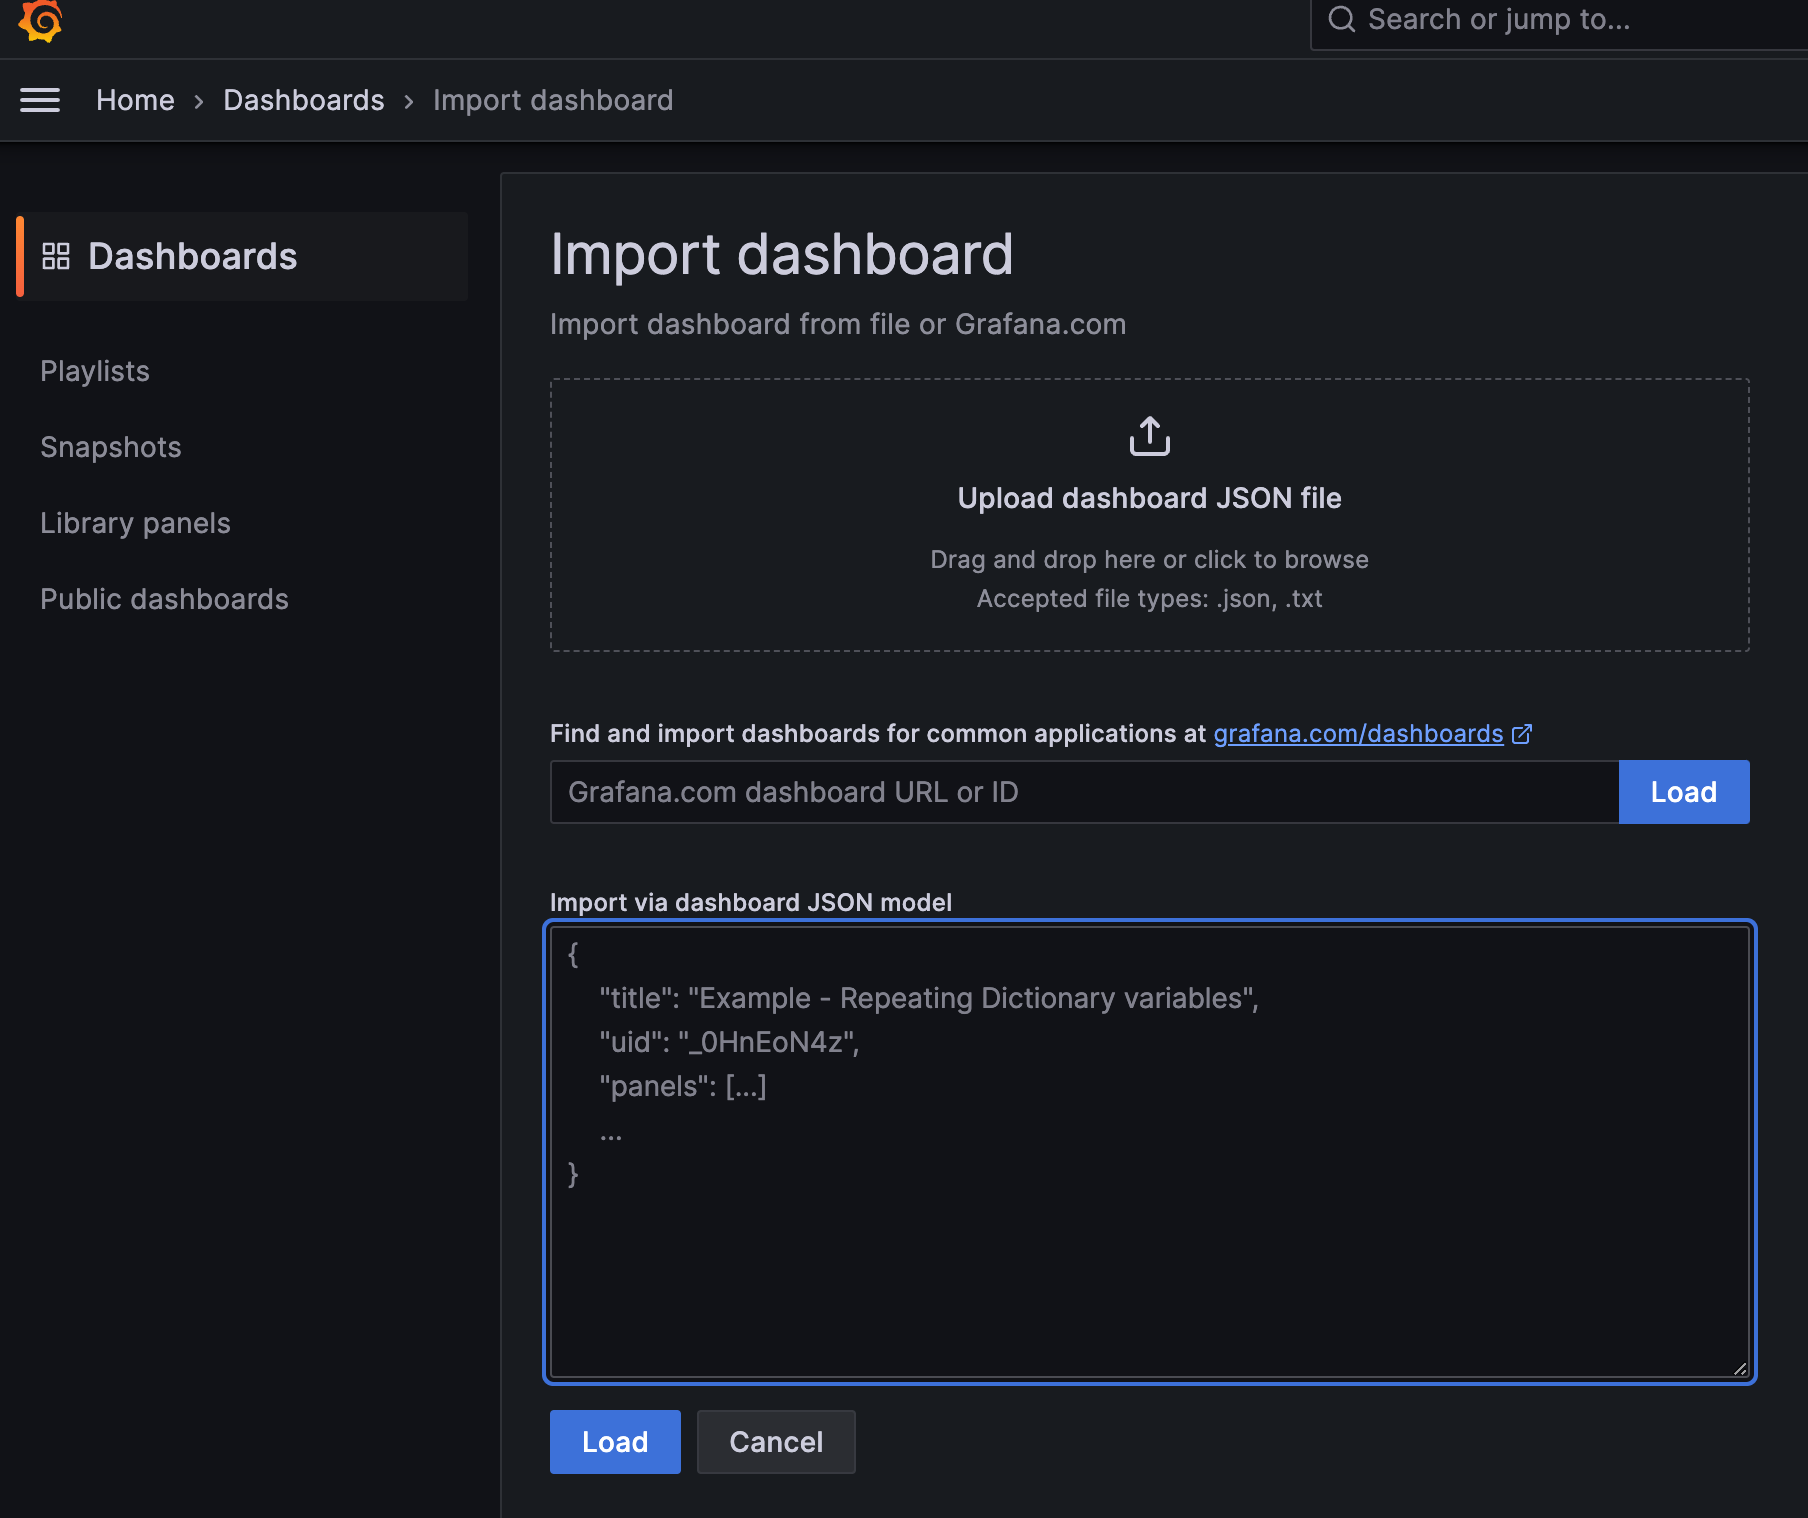 Search or jump to...
Home › Dashboards › Import dashboard
Dashboards
Playlists
Snapshots
Library panels
Public dashboards
Import dashboard
Import dashboard from file or Grafana.com
Upload dashboard JSON file
Drag and drop here or click to browse
Accepted file types: .json, .txt
Find and import dashboards for common applications at grafana.com/dashboards
Grafana.com dashboard URL or ID
Load
Import via dashboard JSON model
{
"title": "Example - Repeating Dictionary variables",
"uid": "_0HnEoN4z",
"panels": [...]
...
}
Load
Cancel